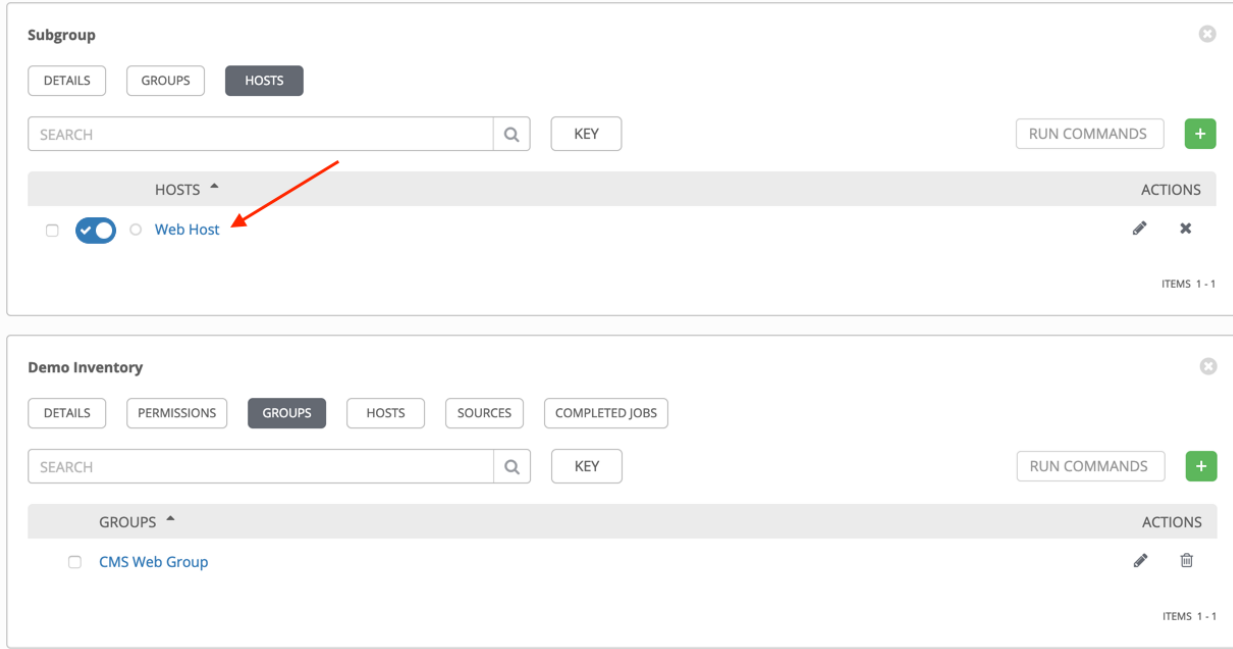 Subgroup
DETAILS GROUPS HOSTS
SEARCH KEY RUN COMMANDS +
HOSTS ACTIONS
Web Host
ITEMS 1 - 1
Demo Inventory
DETAILS PERMISSIONS GROUPS HOSTS SOURCES COMPLETED JOBS
SEARCH KEY RUN COMMANDS +
GROUPS ACTIONS
CMS Web Group
ITEMS 1 - 1